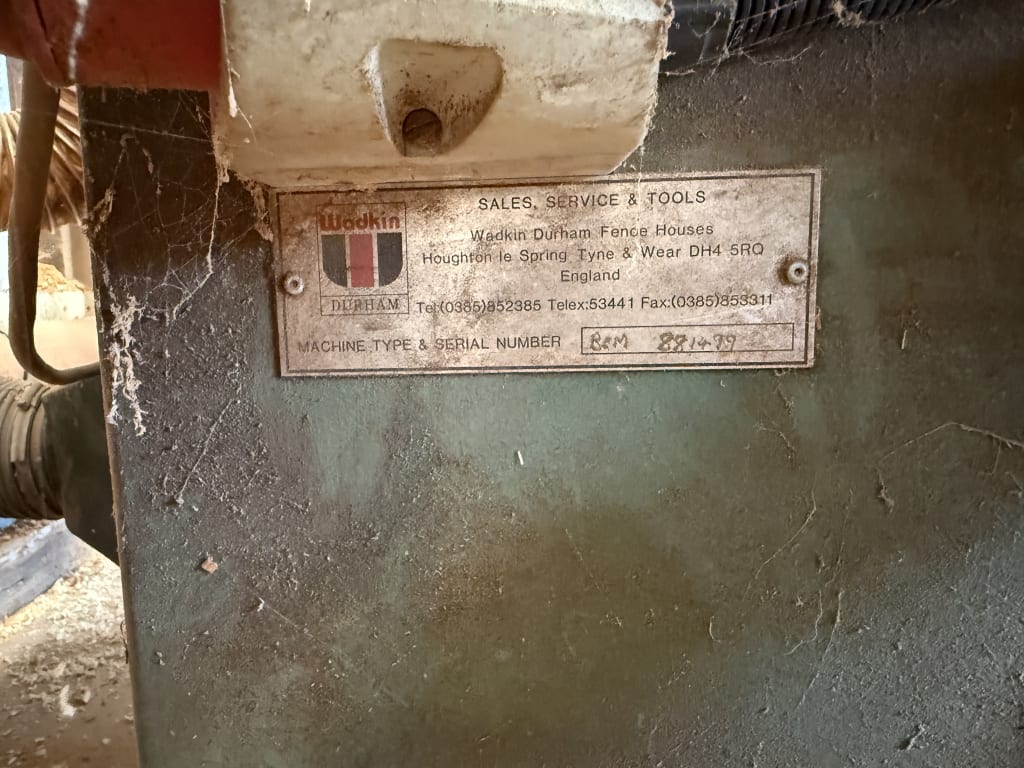 Wadkin
DURHAM
SALES, SERVICE & TOOLS
Wadkin Durham Fence Houses
Houghton le Spring Tyne & Wear DH4 5RQ
England
Tel:(0385)852385 Telex:53441 Fax:(0385)853311
MACHINE TYPE & SERIAL NUMBER